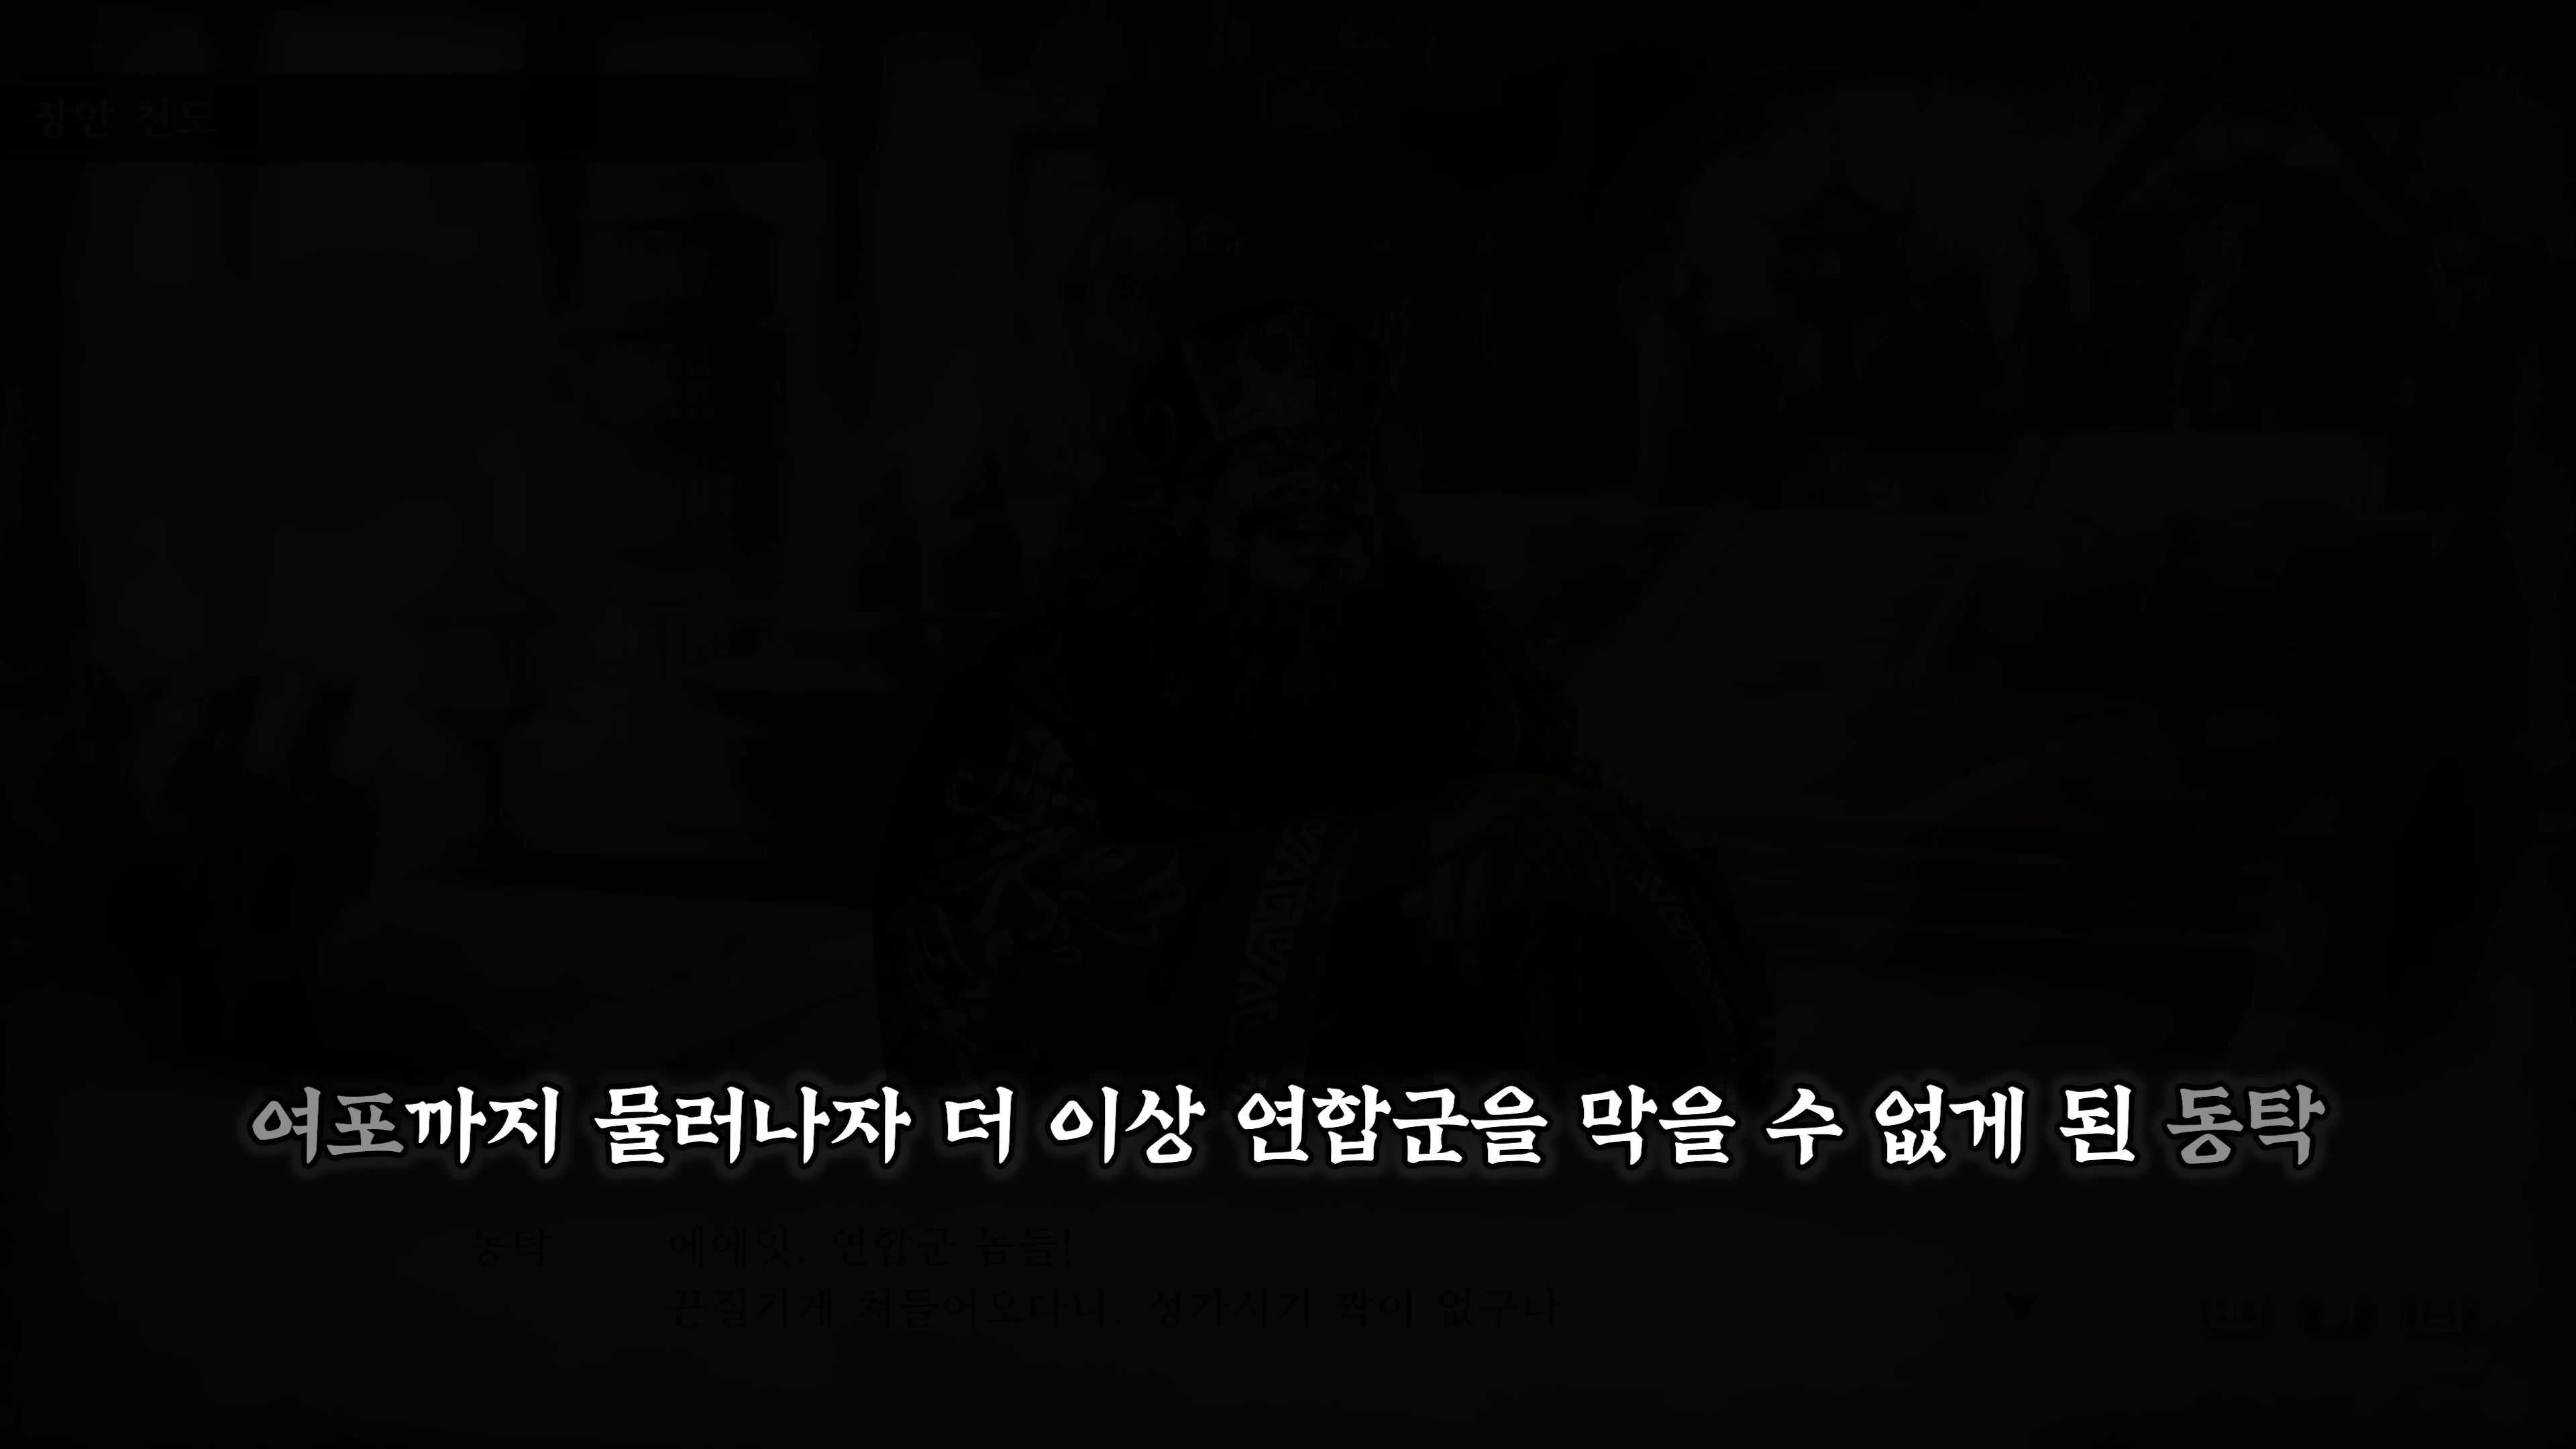 장안 천도
여포까지 물러나자 더 이상 연합군을 막을 수 없게 된 동탁
동탁
에에잇. 연합군 놈들!
끈질기게 쳐들어오다니. 성가시기 짝이 없구나